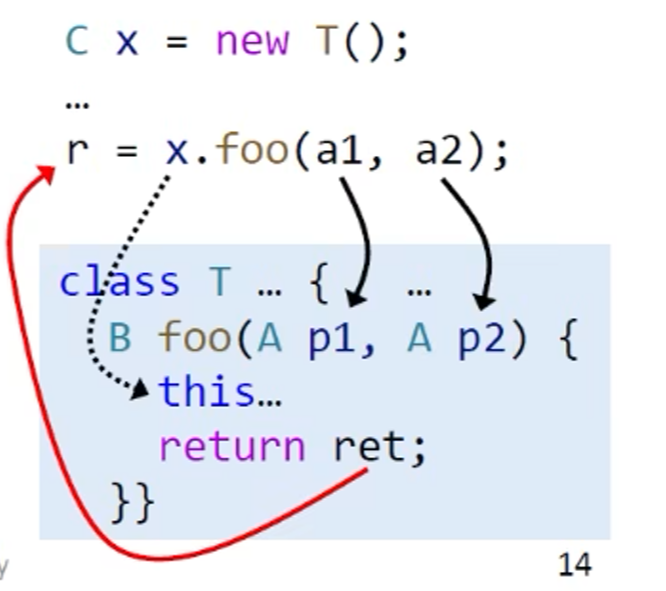 C x = new T();
…
r = x.foo(a1, a2);
class T … { …
B foo(A p1, A p2) {
this…
return ret;
}}
y
14